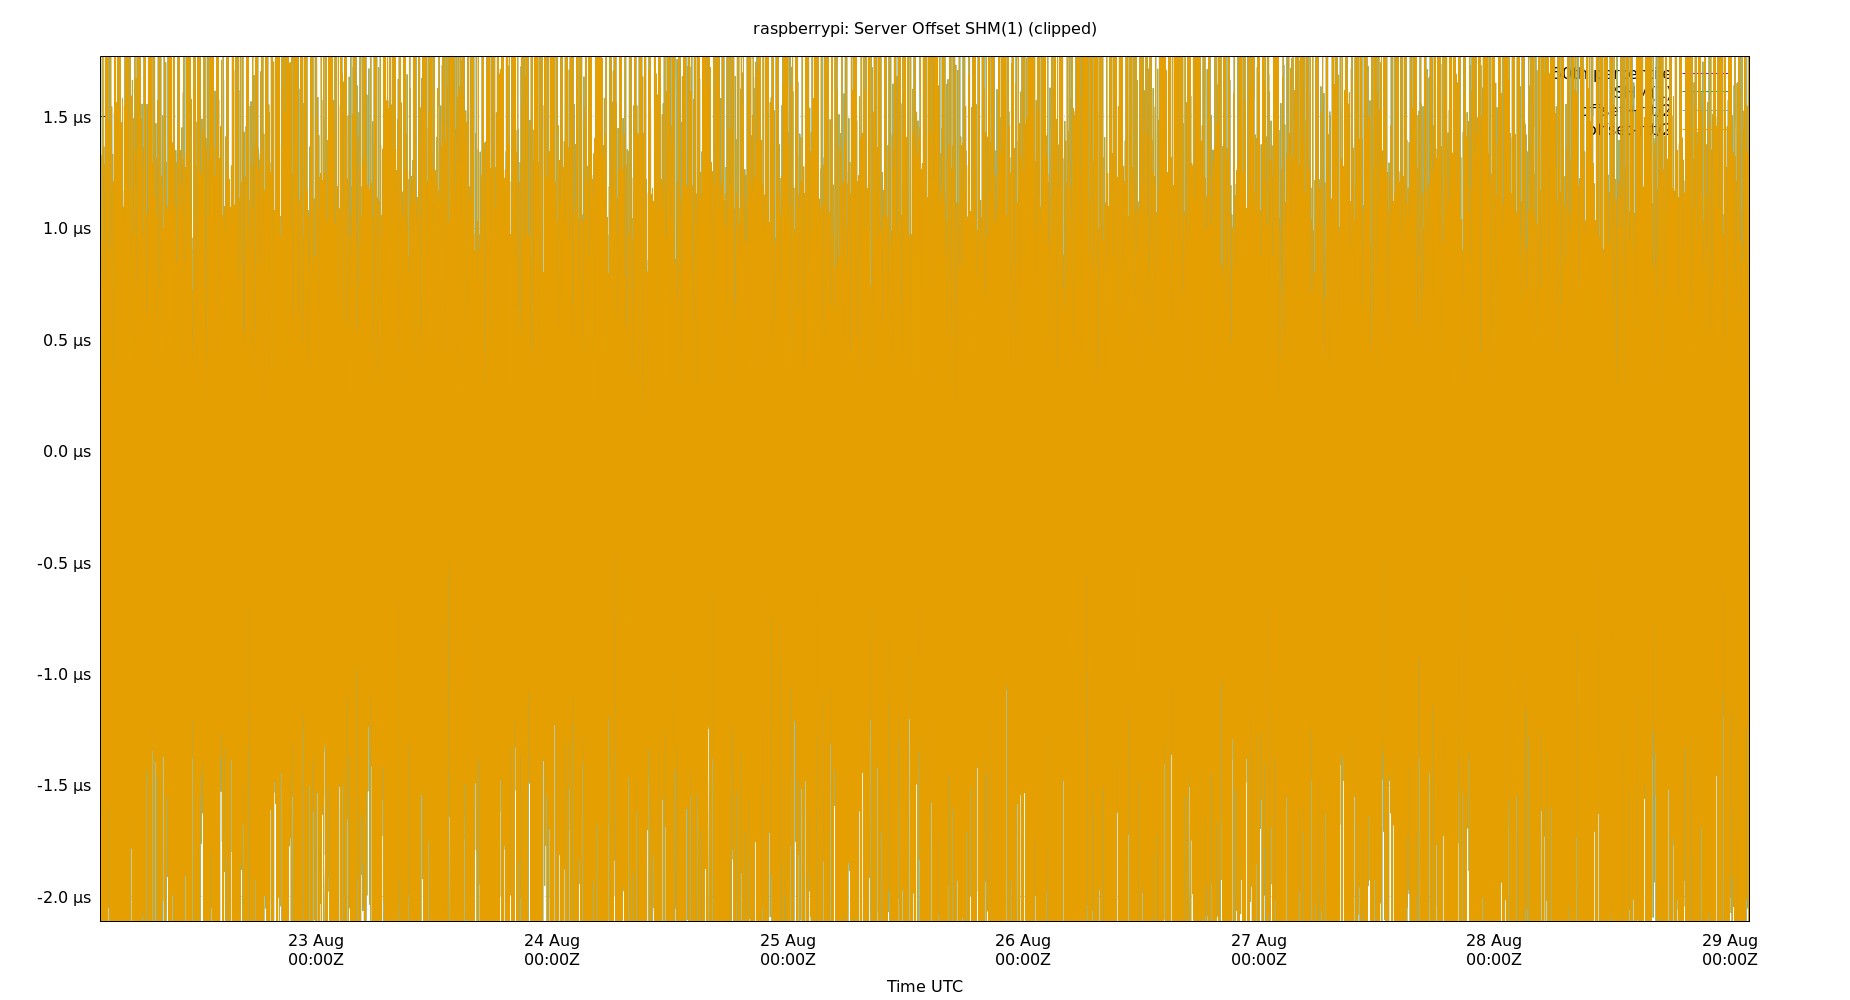 raspberrypi: Server Offset SHM(1) (clipped)
1.5 µs
1.0 µs
0.5 µs
0.0 µs
-0.5 µs
-1.0 µs
-1.5 µs
-2.0 µs
23 Aug 24 Aug 25 Aug 26 Aug 27 Aug 28 Aug 29 Aug
00:00Z 00:00Z 00:00Z 00:00Z 00:00Z 00:00Z 00:00Z
Time UTC